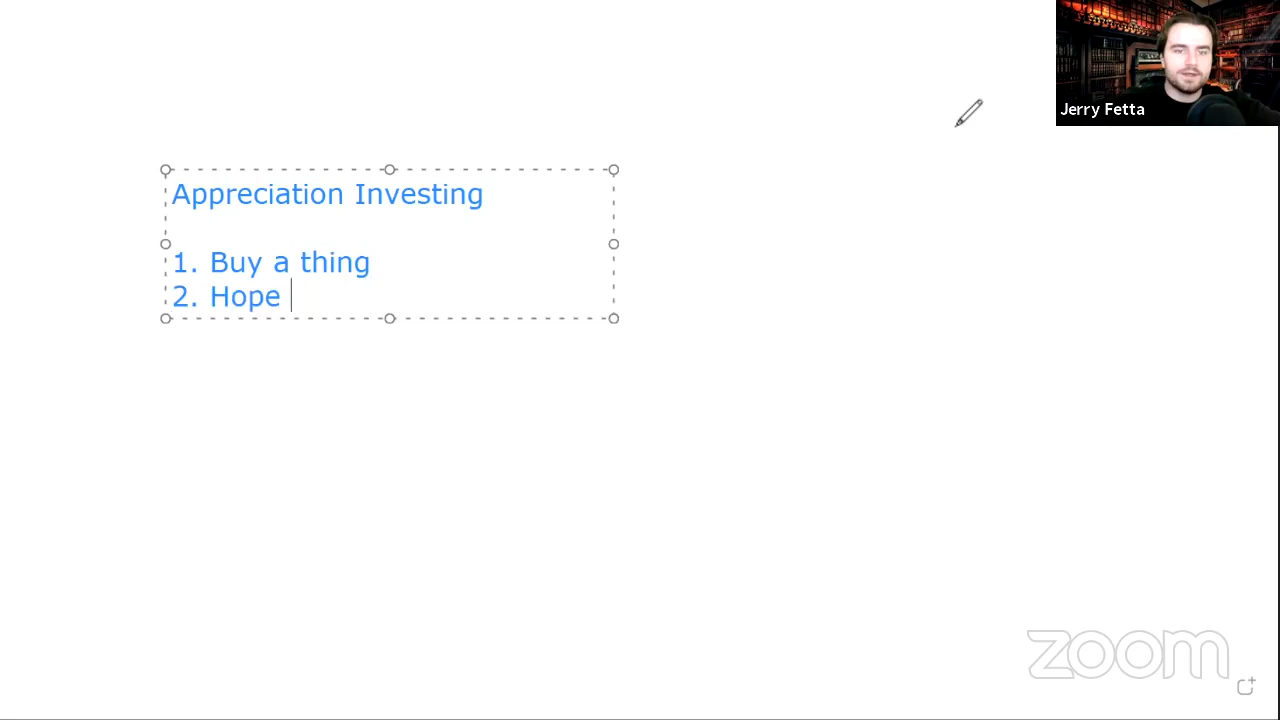 Jerry Fetta
Appreciation Investing
1. Buy a thing
2. Hope
zoom